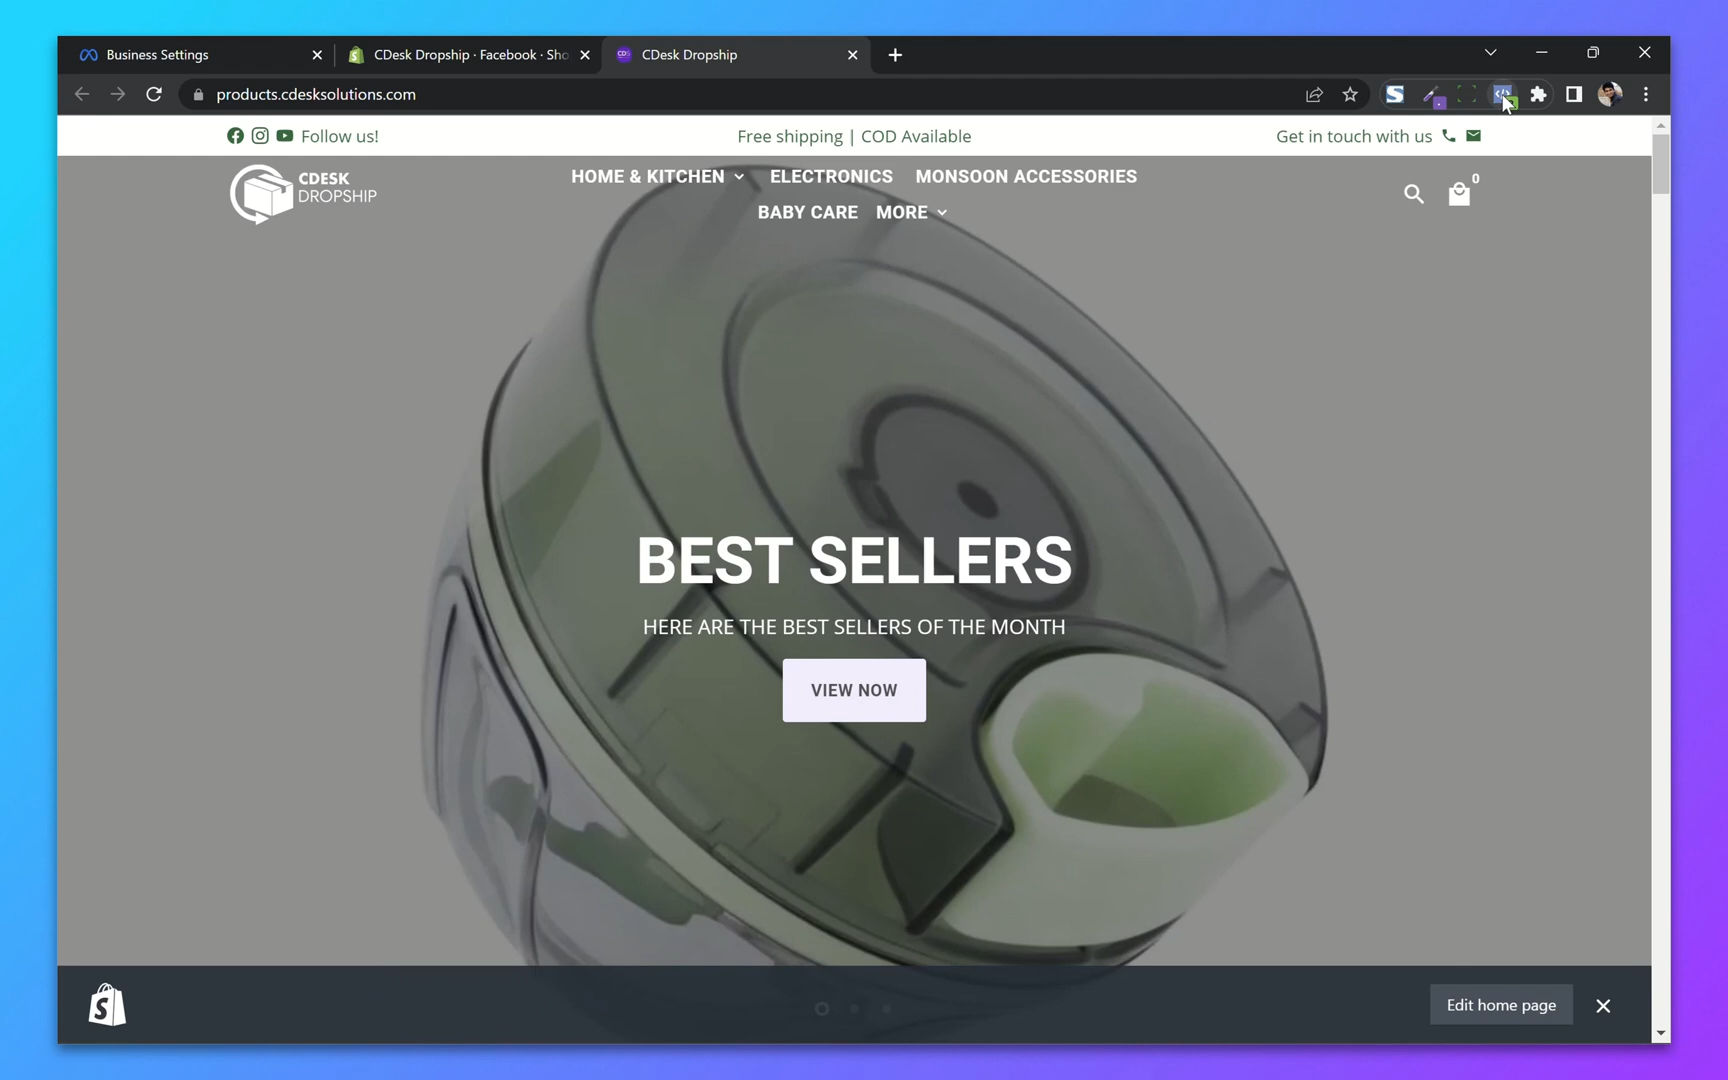 Business Settings
CDesk Dropship · Facebook · Sho
CDesk Dropship
products.cdesksolutions.com
Follow us!
Free shipping | COD Available
Get in touch with us
CDESK
DROPSHIP
HOME & KITCHEN
ELECTRONICS
MONSOON ACCESSORIES
0
BABY CARE
MORE
BEST SELLERS
HERE ARE THE BEST SELLERS OF THE MONTH
VIEW NOW
Edit home page